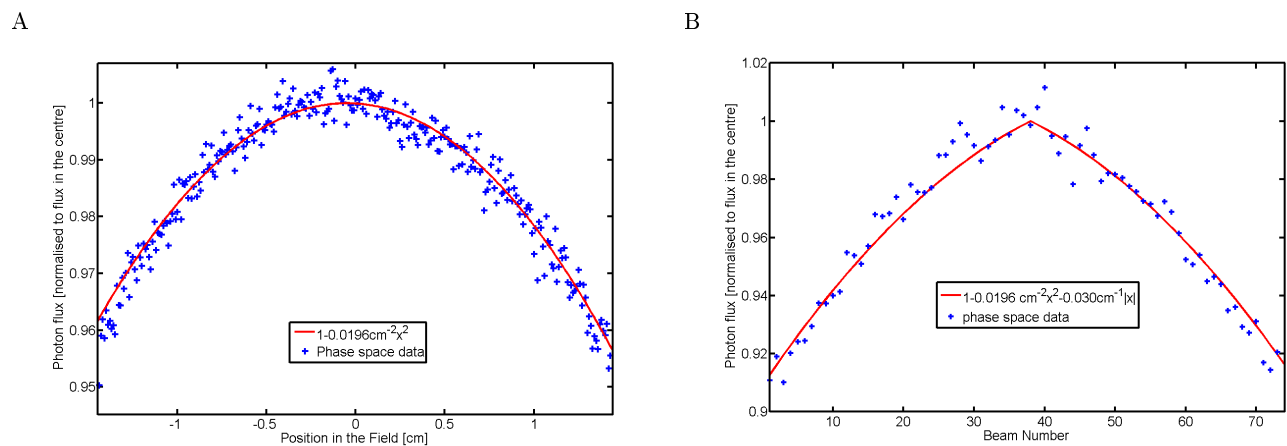 A
B
Photon flux [normalised to flux in the centre]
1
0.99
0.98
0.97
0.96
0.95
-1
-0.5
0
0.5
1
Position in the Field [cm]
1-0.0196cm⁻²x²
Phase space data
Photon flux [normalised to flux in the centre]
1.02
1
0.98
0.96
0.94
0.92
0.9
10
20
30
40
50
60
70
Beam Number
1-0.0196 cm⁻²x²-0.030cm⁻¹|x|
phase space data